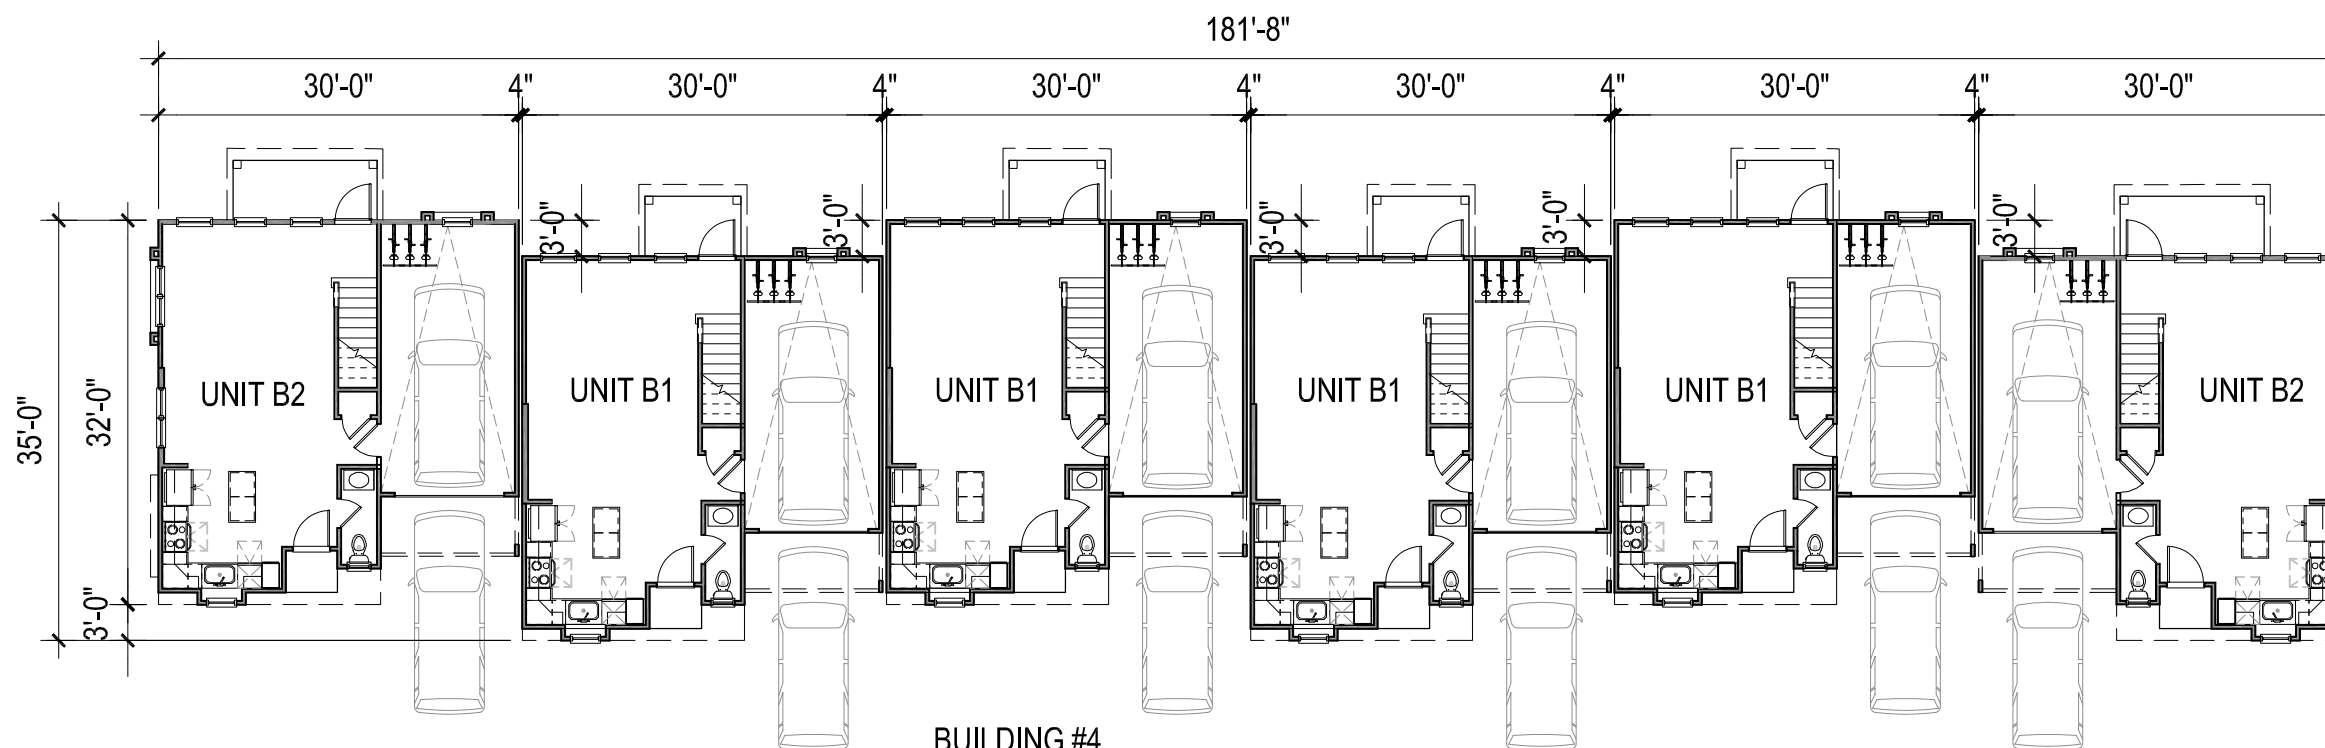 181'-8"
30'-0" 4" 30'-0" 4" 30'-0" 4" 30'-0" 4" 30'-0" 4" 30'-0"
3'-0" 3'-0" 3'-0" 3'-0" 3'-0"
35'-0" 32'-0" UNIT B2 UNIT B1 UNIT B1 UNIT B1 UNIT B1 UNIT B2
3'-0"
BUILDING #4